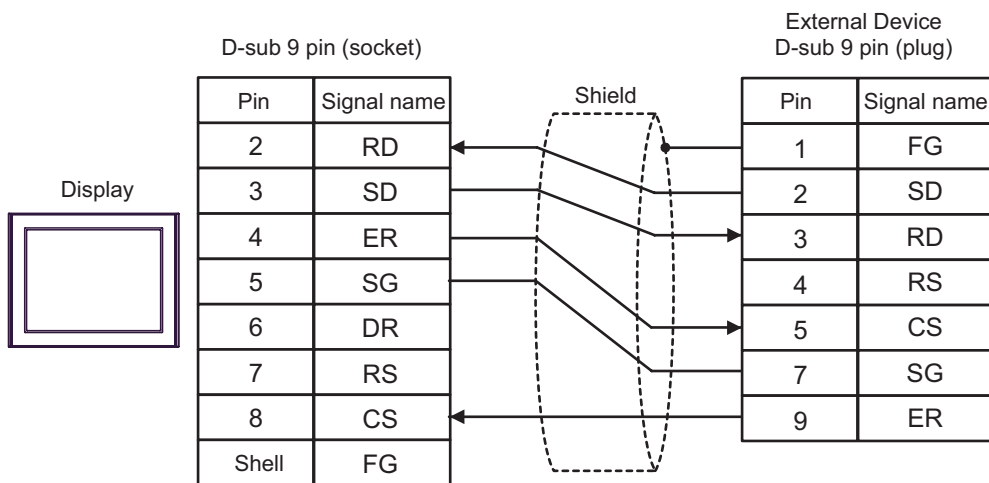 External Device
D-sub 9 pin (socket)
D-sub 9 pin (plug)
Display
Shield
Pin Signal name
2 RD
3 SD
4 ER
5 SG
6 DR
7 RS
8 CS
Shell FG
Pin Signal name
1 FG
2 SD
3 RD
4 RS
5 CS
7 SG
9 ER